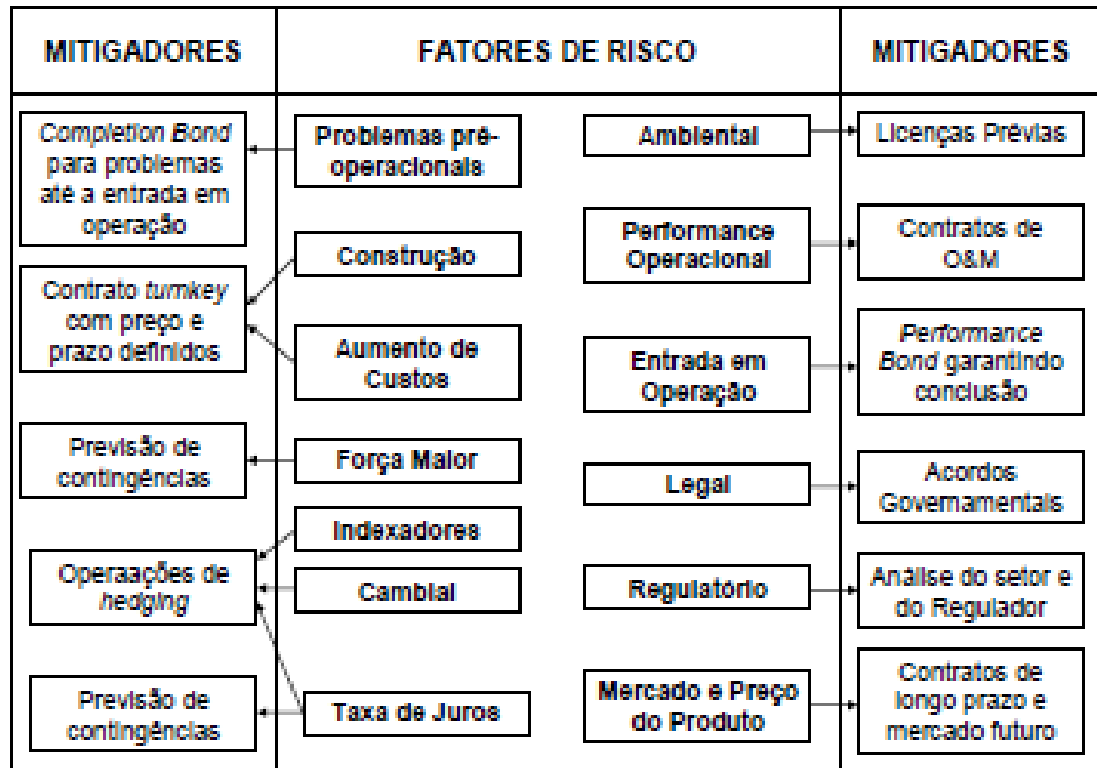 MITIGADORES
FATORES DE RISCO
MITIGADORES
Completion Bond
para problemas
até a entrada em
operação
Problemas pré-
operacionais
Ambiental
Licenças Prévias
Construção
Performance
Operacional
Contratos de
O&M
Contrato turnkey
com preço e
prazo definidos
Aumento de
Custos
Entrada em
Operação
Performance
Bond garantindo
conclusão
Previsão de
contingências
Força Maior
Legal
Acordos
Governamentais
Indexadores
Operaações de
hedging
Cambial
Regulatório
Análise do setor e
do Regulador
Previsão de
contingências
Taxa de Juros
Mercado e Preço
do Produto
Contratos de
longo prazo e
mercado futuro